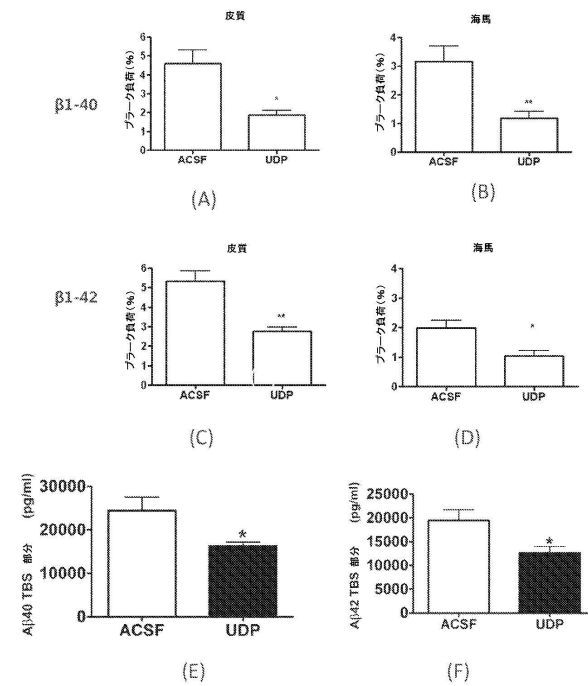 皮質
海馬
β1-40
プラーク負荷(%)
6
5
4
3
2
1
0
ACSF
UDP
*
プラーク負荷(%)
4
3
2
1
0
ACSF
UDP
**
(A)
(B)
皮質
海馬
β1-42
プラーク負荷(%)
6
5
4
3
2
1
0
ACSF
UDP
**
プラーク負荷(%)
4
3
2
1
0
ACSF
UDP
*
(C)
(D)
Aβ40 TBS 部分 (pg/ml)
30000
20000
10000
0
ACSF
UDP
*
Aβ42 TBS 部分 (pg/ml)
25000
20000
15000
10000
5000
0
ACSF
UDP
*
(E)
(F)